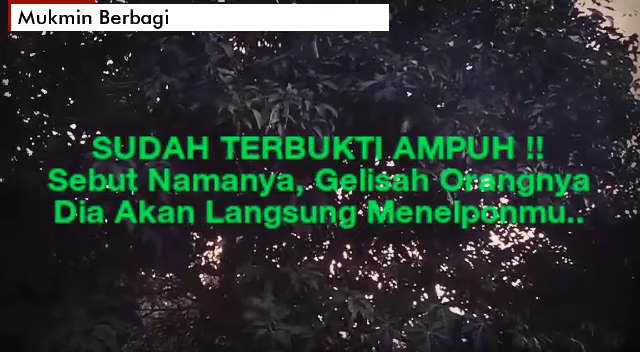 Mukmin Berbagi
SUDAH TERBUKTI AMPUH !!
Sebut Namanya, Gelisah Orangnya
Dia Akan Langsung Menelponmu..